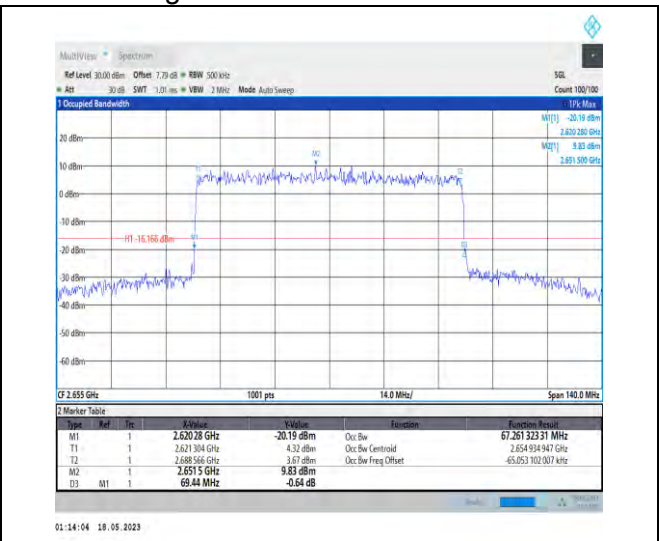 MultiView Spectrum
Ref Level 30.00 dBm Offset 7.79 dB RBW 500 kHz SGL
Att 30 dB SWT 1.01 ms VBW 2 MHz Mode Auto Sweep Count 100/100
1 Occupied Bandwidth 1Pk Max
M1[1] -20.19 dBm
2.620 280 GHz
M2[1] 9.83 dBm
2.651 500 GHz
20 dBm
M2
10 dBm
0 dBm
-10 dBm
H1 -16.166 dBm M1
-20 dBm
-30 dBm
-40 dBm
-50 dBm
-60 dBm
CF 2.655 GHz 1001 pts 14.0 MHz/ Span 140.0 MHz
2 Marker Table
Type Ref Trc X-Value Y-Value Function Function Result
M1 1 2.62028 GHz -20.19 dBm Occ Bw 67.261 323 31 MHz
T1 1 2.621 304 GHz 4.32 dBm Occ Bw Centroid 2.654 934 947 GHz
T2 1 2.688 566 GHz 3.67 dBm Occ Bw Freq Offset -65.053 102 007 kHz
M2 1 2.6515 GHz 9.83 dBm
D3 M1 1 69.44 MHz -0.64 dB
01:14:04 18.05.2023